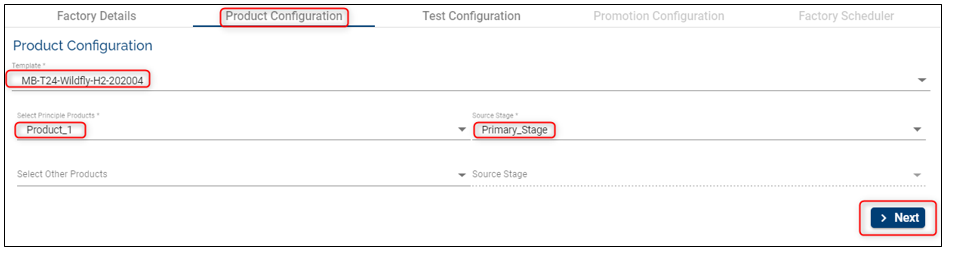 Factory Details Product Configuration Test Configuration Promotion Configuration Factory Scheduler
Product Configuration
Template *
MB-T24-Wildfly-H2-202004
Select Principle Products * Source Stage *
Product_1 Primary_Stage
Select Other Products Source Stage
> Next